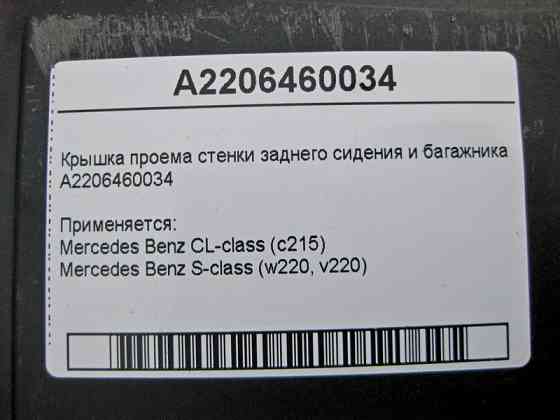 A2206460034
Крышка проема стенки заднего сидения и багажника
A2206460034
Применяется:
Mercedes Benz CL-class (c215)
Mercedes Benz S-class (w220, v220)